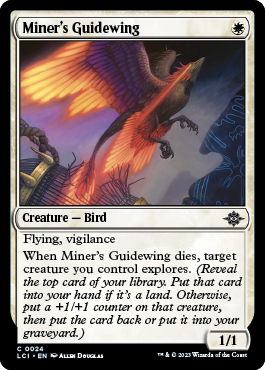 Miner's Guidewing
Creature — Bird
Flying, vigilance
When Miner's Guidewing dies, target
creature you control explores. (Reveal
the top card of your library. Put that
card into your hand if it's a land. Otherwise,
put a +1/+1 counter on that creature,
then put the card back or put it into your
graveyard.)
1/1
C 0024
LCI • EN Allen Douglas
™ & © 2023 Wizards of the Coast